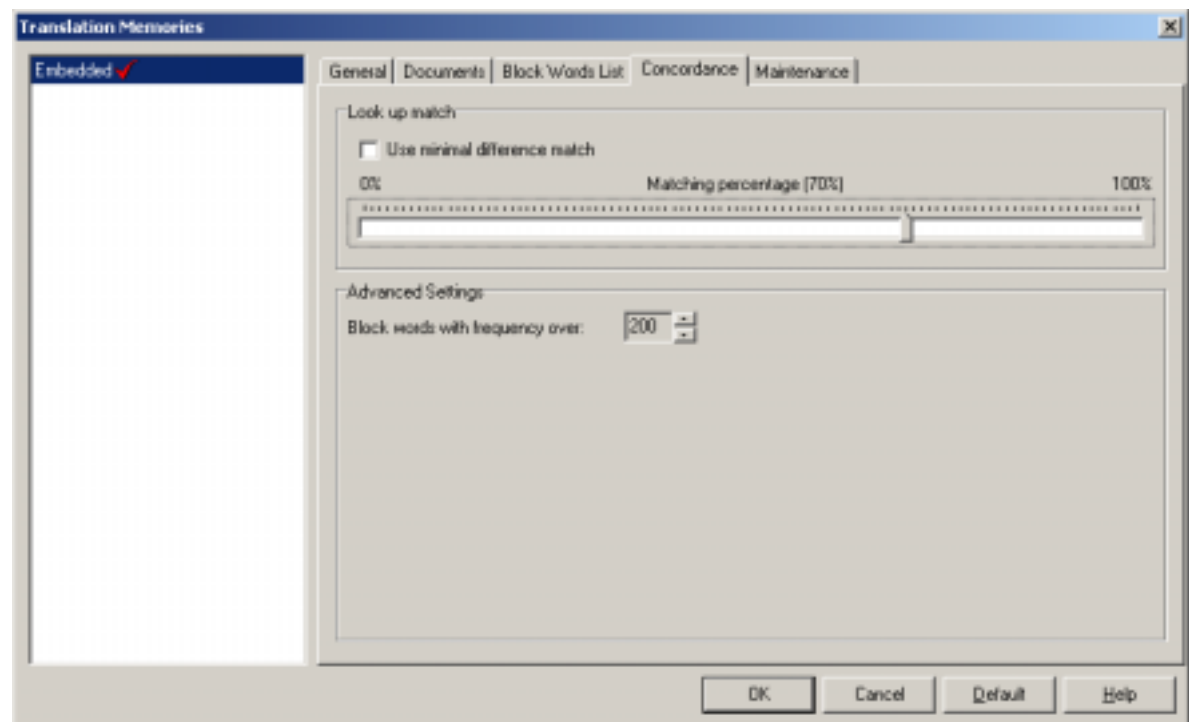 Translation Memories
Embedded
General Documents Block Words List Concordance Maintenance
Look up match
Use minimal difference match
0% Matching percentage (70%) 100%
Advanced Settings
Block words with frequency over: 200
OK Cancel Default Help